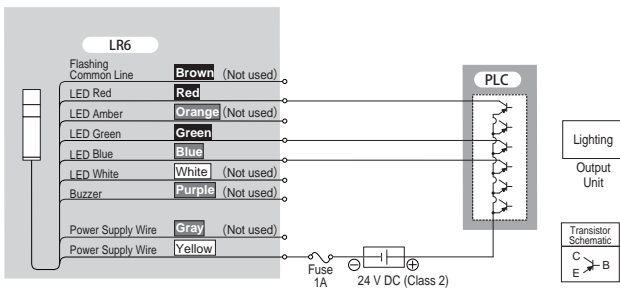 LR6
Flashing
Common Line Brown (Not used)
LED Red Red
LED Amber Orange (Not used)
LED Green Green
LED Blue Blue
LED White White (Not used)
Buzzer Purple (Not used)
Power Supply Wire Gray (Not used)
Power Supply Wire Yellow
Fuse
1A
⊖ ⊕
24 V DC (Class 2)
PLC
Lighting
Output
Unit
Transistor
Schematic
C
B
E